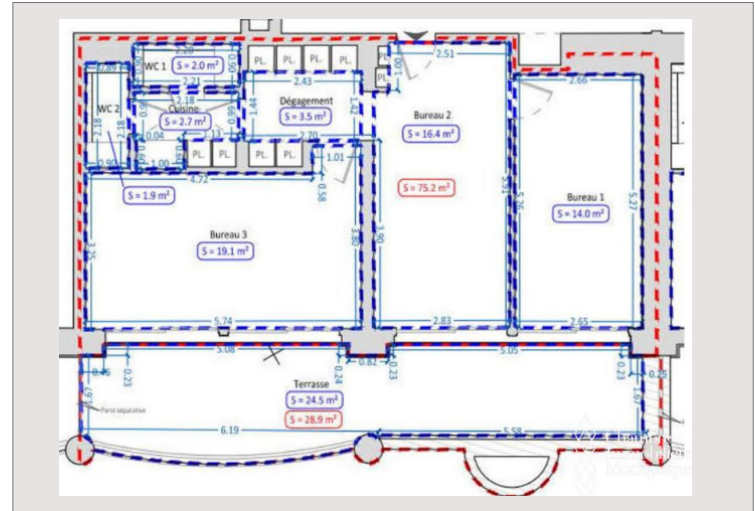 2.20
WC 1
S = 2.0 m²
0.90
2.21
PL.
PL.
PL.
PL.
PL.
PL.
2.51
1.00
2.43
Dégagement
S = 3.5 m²
1.44
1.42
2.70
WC 2
2.18
2.18
0.90
S = 1.9 m²
2.18
Cuisine
S = 2.7 m²
0.99
1.13
0.04
1.00
PL.
PL.
PL.
PL.
1.01
0.58
4.72
Bureau 2
S = 16.4 m²
S = 75.2 m²
5.51
3.90
2.83
2.66
Bureau 1
S = 14.0 m²
5.26
5.27
2.65
Bureau 3
S = 19.1 m²
3.25
3.80
5.74
5.08
5.05
0.23
0.24
0.82
0.23
0.23
0.25
Terrasse
S = 24.5 m²
S = 28.9 m²
1.97
1.67
Paroi séparation
6.19
5.58